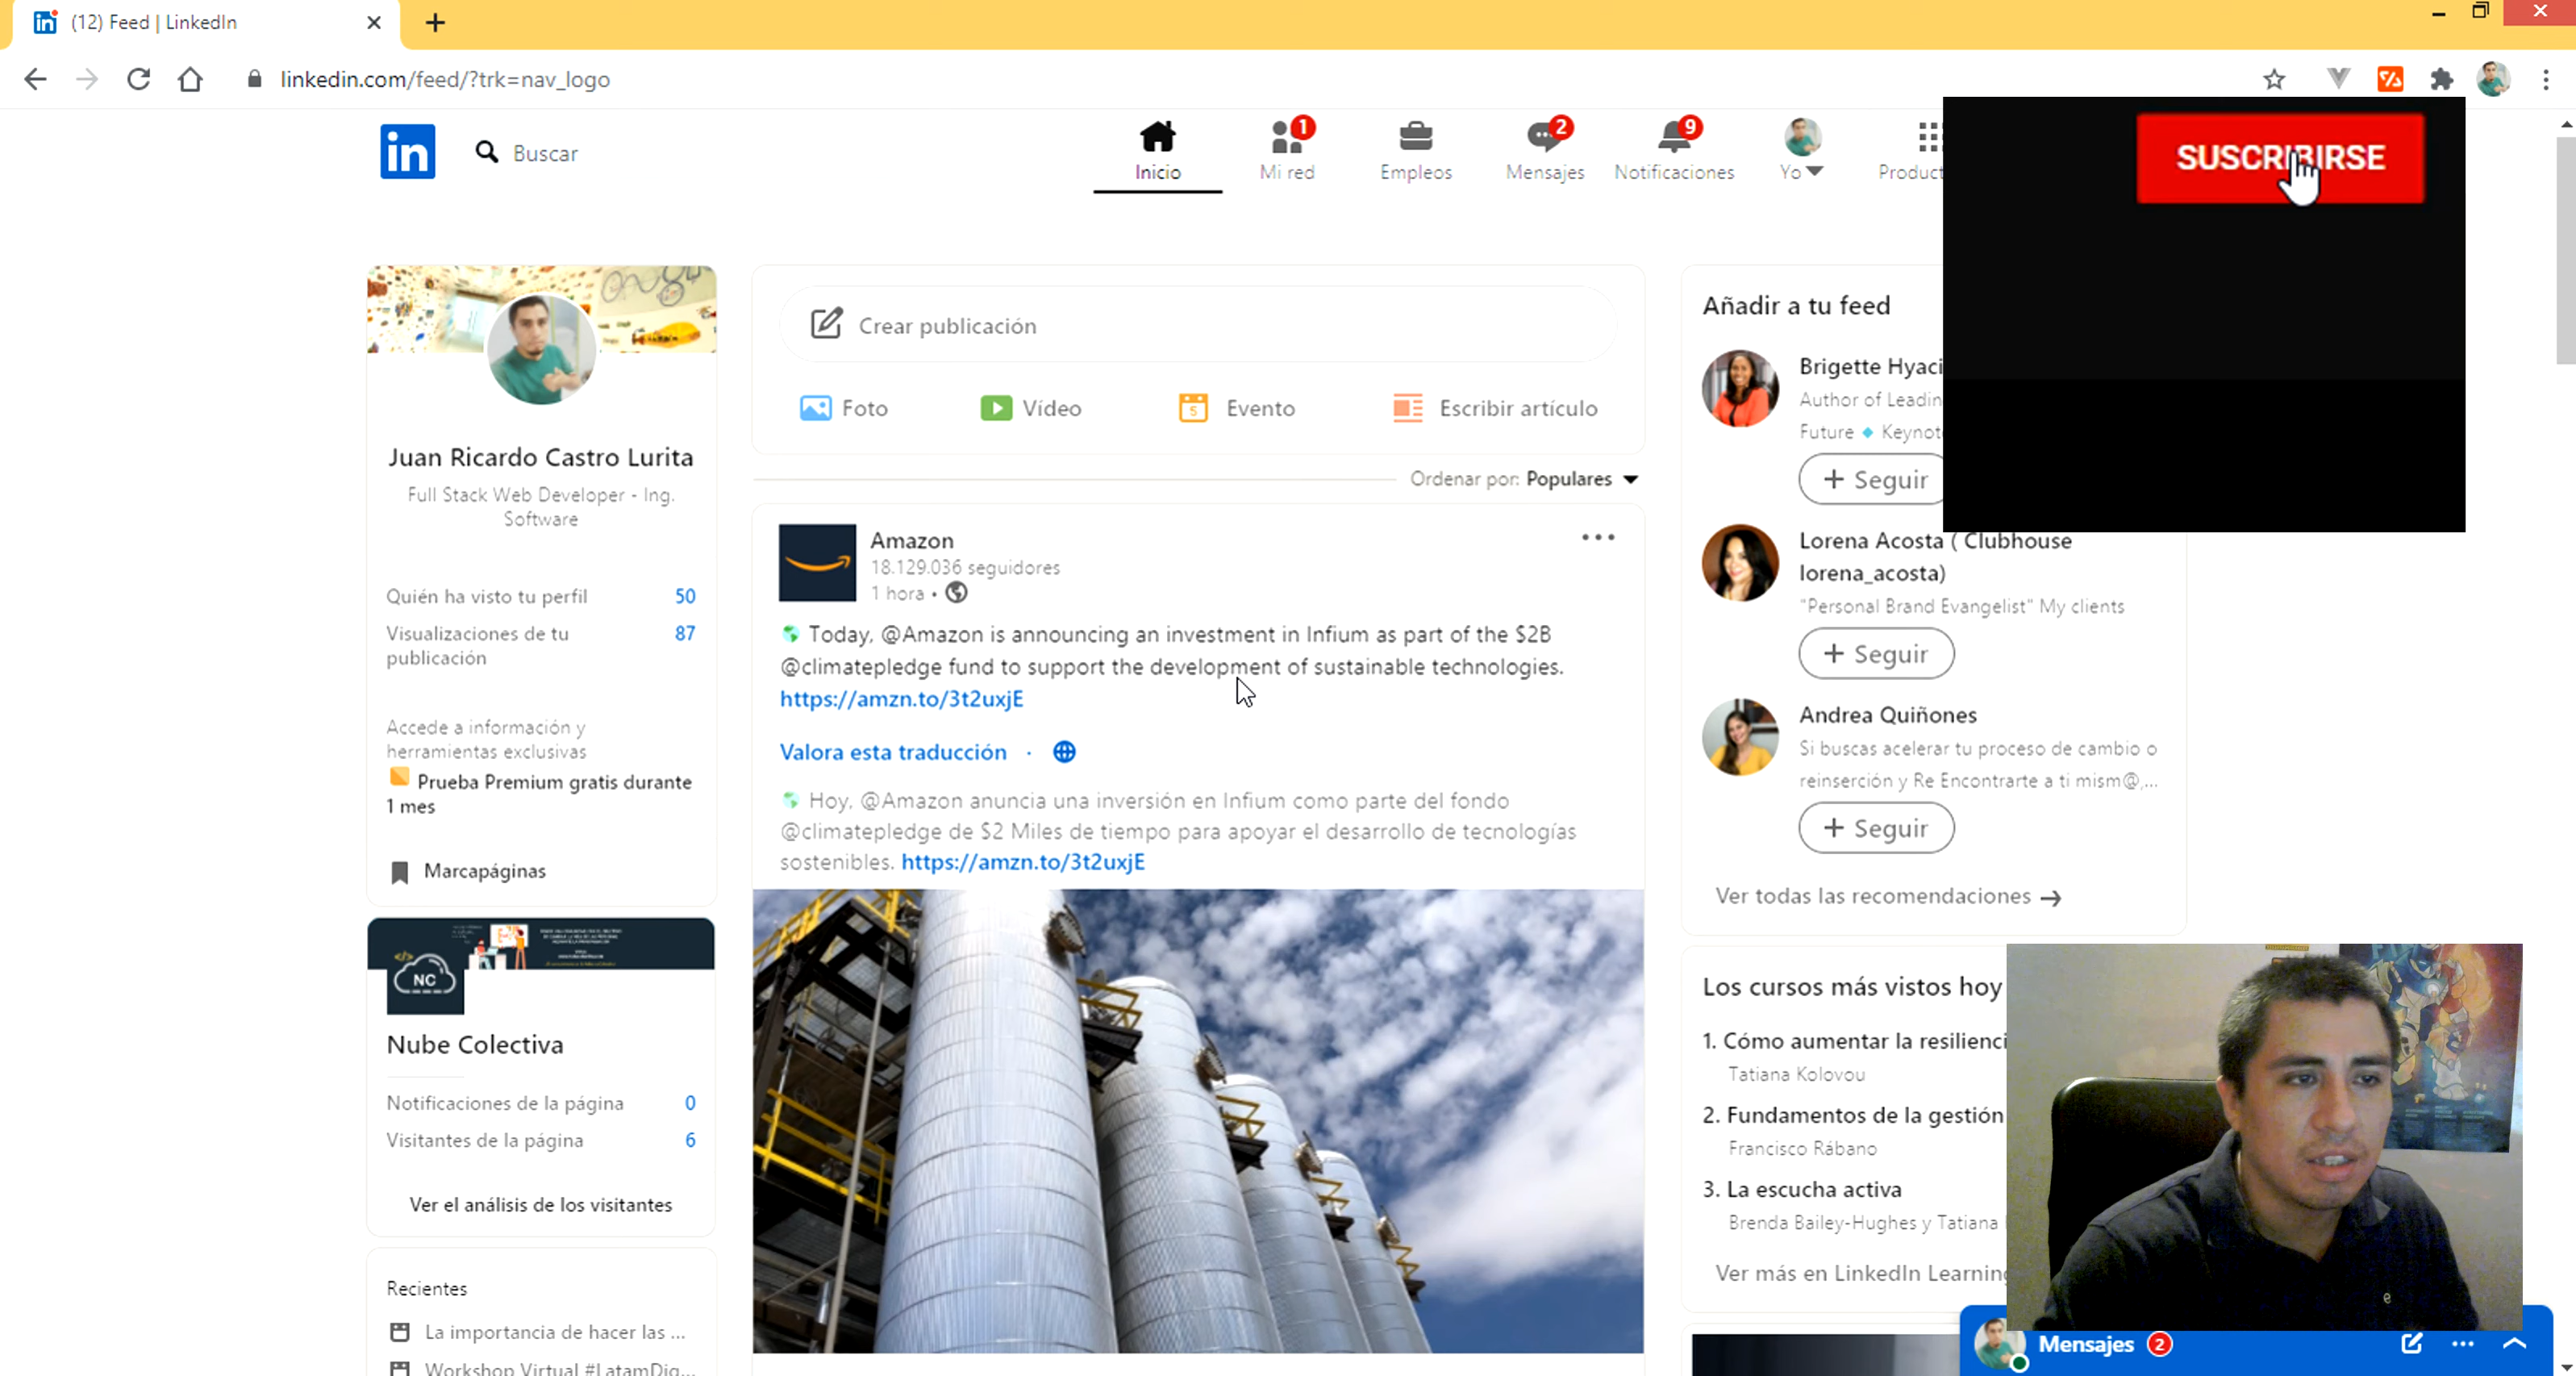 (12) Feed | LinkedIn
linkedin.com/feed/?trk=nav_logo
in
Buscar
Inicio
1
Mi red
Empleos
2
Mensajes
9
Notificaciones
Yo
Product
SUSCRIBIRSE
Juan Ricardo Castro Lurita
Full Stack Web Developer - Ing.
Software
Quién ha visto tu perfil 50
Visualizaciones de tu 87
publicación
Accede a información y
herramientas exclusivas
Prueba Premium gratis durante
1 mes
Marcapáginas
NC
Nube Colectiva
Notificaciones de la página 0
Visitantes de la página 6
Ver el análisis de los visitantes
Recientes
La importancia de hacer las ...
Workshop Virtual #LatamDig...
Crear publicación
Foto
Vídeo
Evento
Escribir artículo
Ordenar por: Populares
Amazon
18.129.036 seguidores
1 hora •
Today, @Amazon is announcing an investment in Infium as part of the $2B
@climatepledge fund to support the development of sustainable technologies.
https://amzn.to/3t2uxjE
Valora esta traducción ·
Hoy, @Amazon anuncia una inversión en Infium como parte del fondo
@climatepledge de $2 Miles de tiempo para apoyar el desarrollo de tecnologías
sostenibles. https://amzn.to/3t2uxjE
Añadir a tu feed
Brigette Hyaci
Author of Leadin
Future Keynot
+ Seguir
Lorena Acosta ( Clubhouse
lorena_acosta)
"Personal Brand Evangelist" My clients
+ Seguir
Andrea Quiñones
Si buscas acelerar tu proceso de cambio o
reinserción y Re Encontrarte a ti mism@,...
+ Seguir
Ver todas las recomendaciones →
Los cursos más vistos hoy
1. Cómo aumentar la resilienci
Tatiana Kolovou
2. Fundamentos de la gestión
Francisco Rábano
3. La escucha activa
Brenda Bailey-Hughes y Tatiana
Ver más en LinkedIn Learning
Mensajes 2